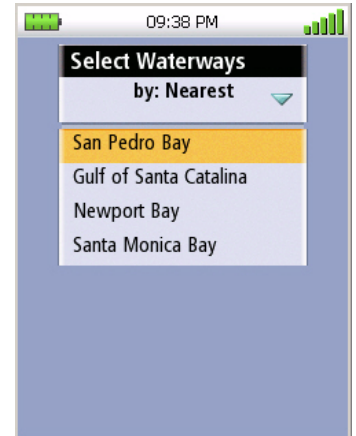 09:38 PM
Select Waterways
by: Nearest
San Pedro Bay
Gulf of Santa Catalina
Newport Bay
Santa Monica Bay